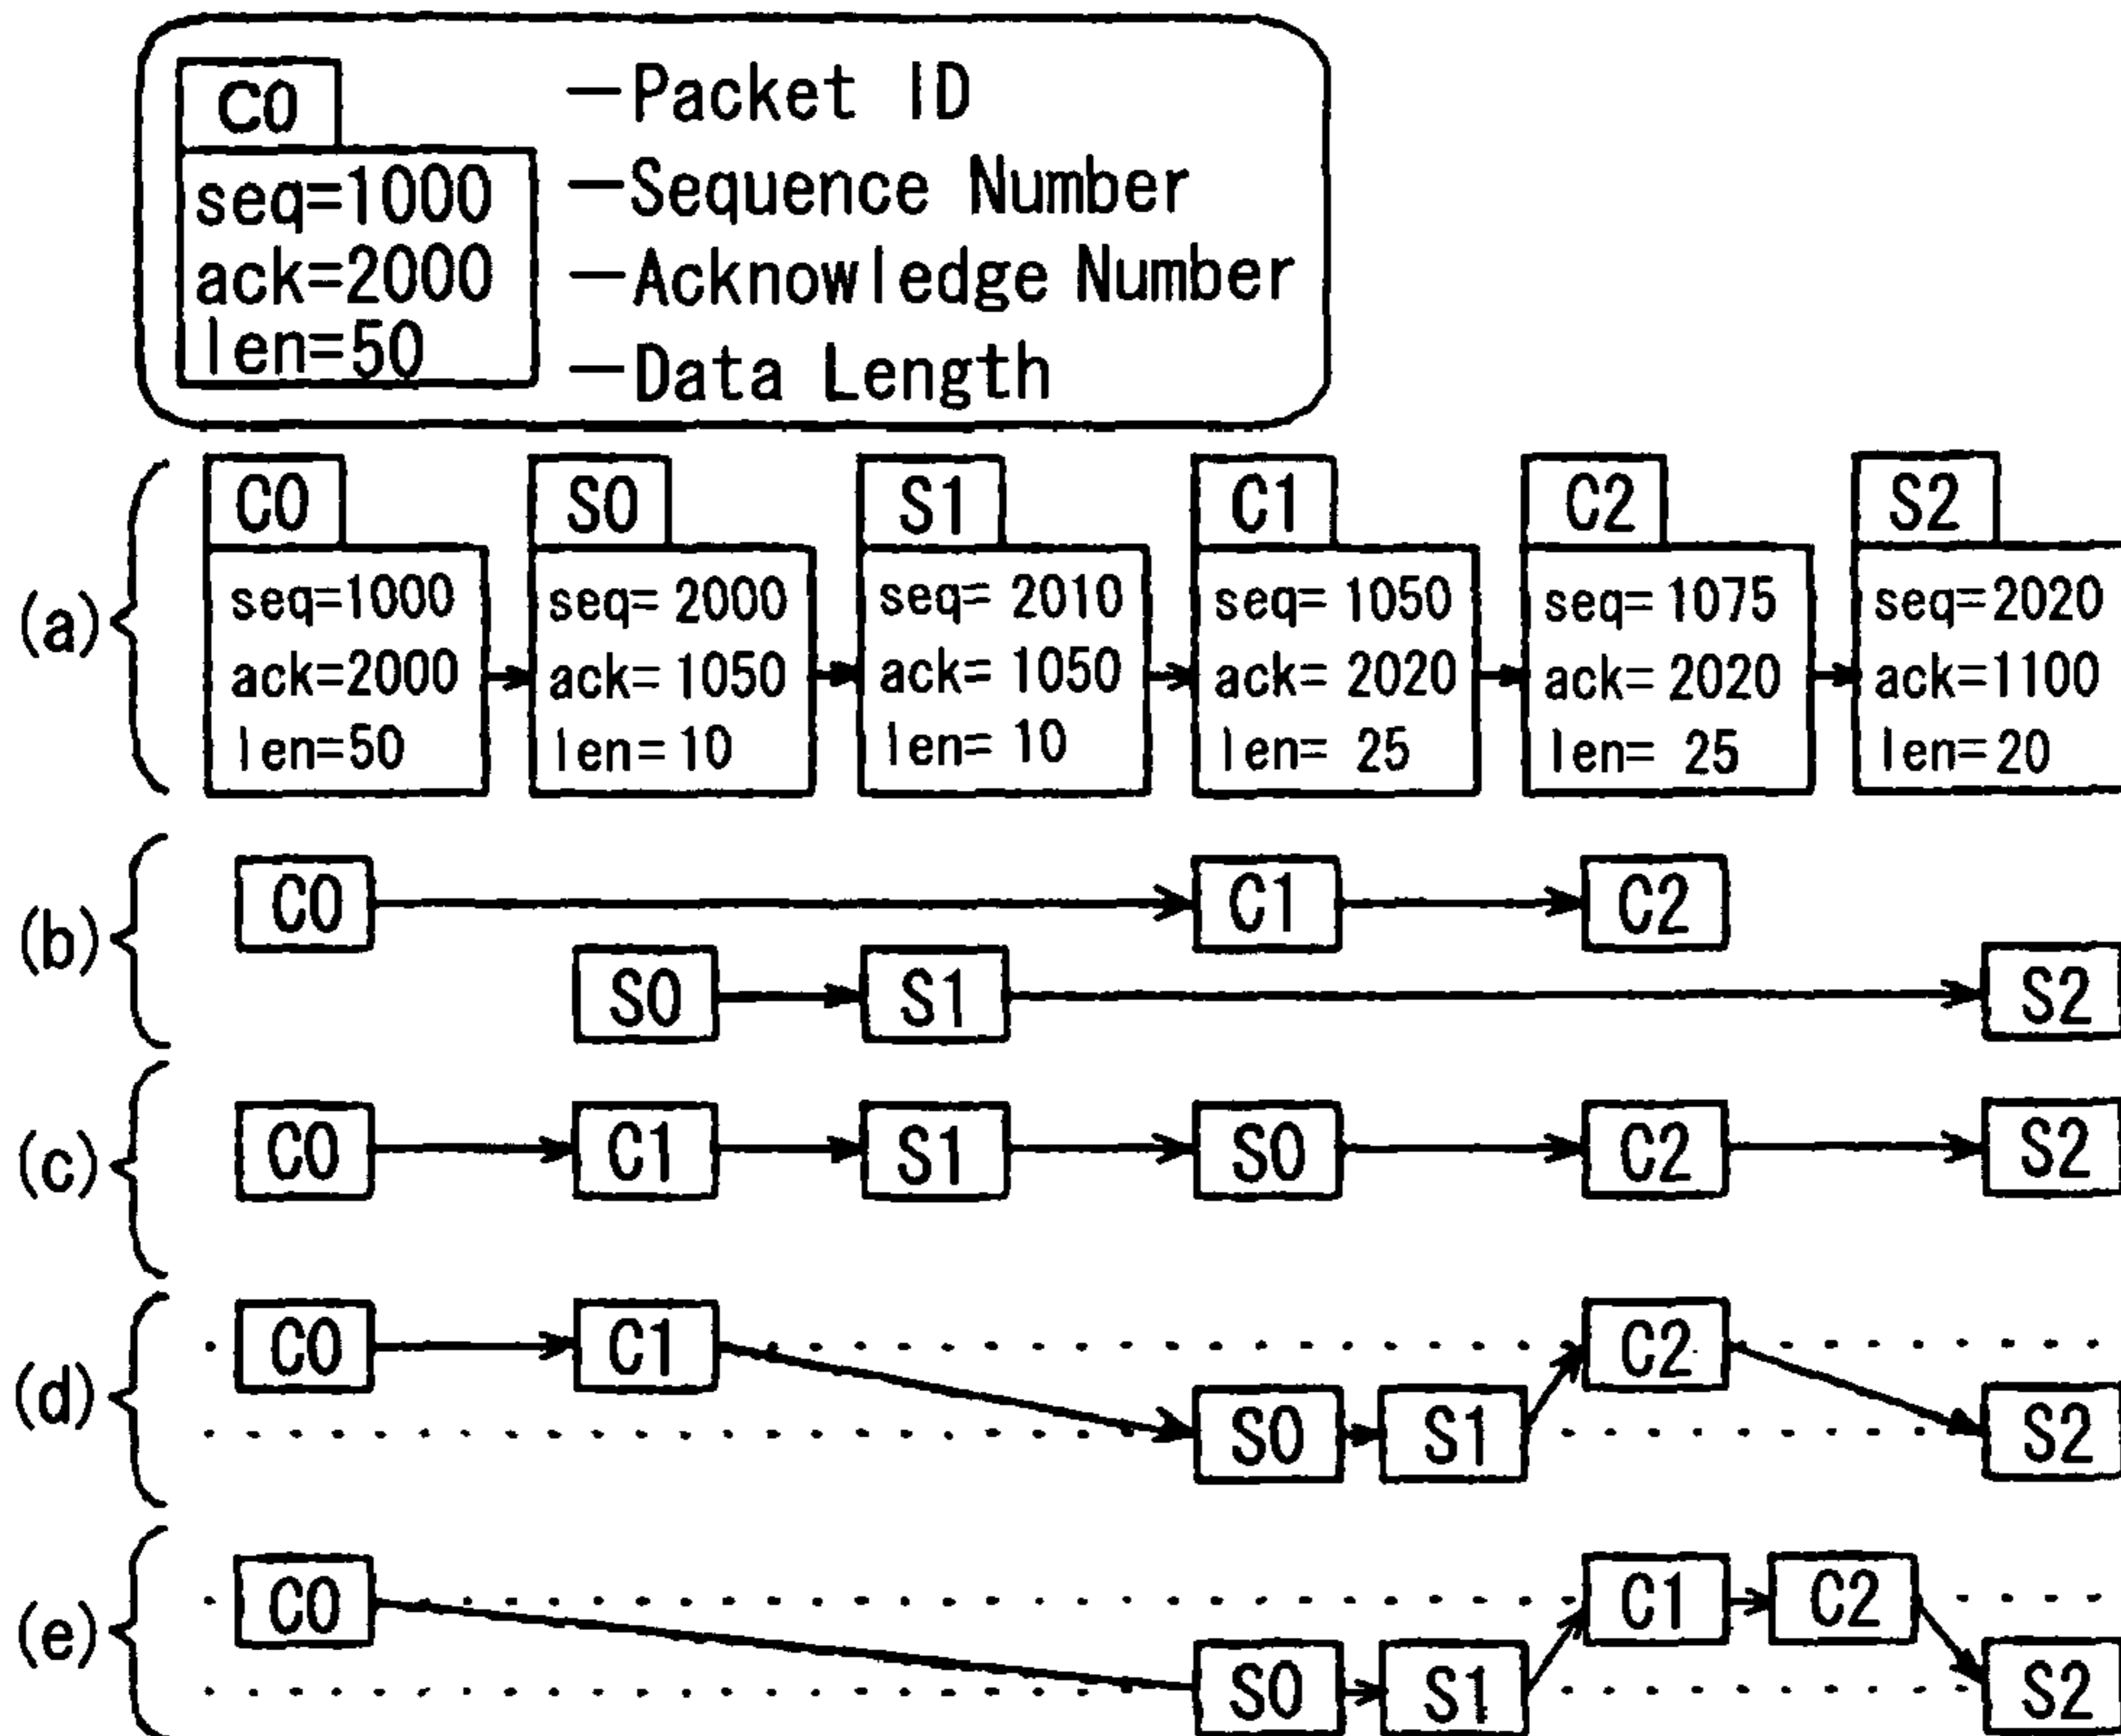 C0 —Packet ID
seq=1000 —Sequence Number
ack=2000 —Acknowledge Number
len=50 —Data Length
(a)
C0 S0 S1 C1 C2 S2
seq=1000 seq= 2000 seq= 2010 seq= 1050 seq= 1075 seq=2020
ack=2000 ack= 1050 ack= 1050 ack= 2020 ack= 2020 ack=1100
len=50 len= 10 len= 10 len= 25 len= 25 len=20
(b)
C0 C1 C2
S0 S1 S2
(c)
C0 C1 S1 S0 C2 S2
(d)
C0 C1 C2
S0 S1 S2
(e)
C0 C1 C2
S0 S1 S2